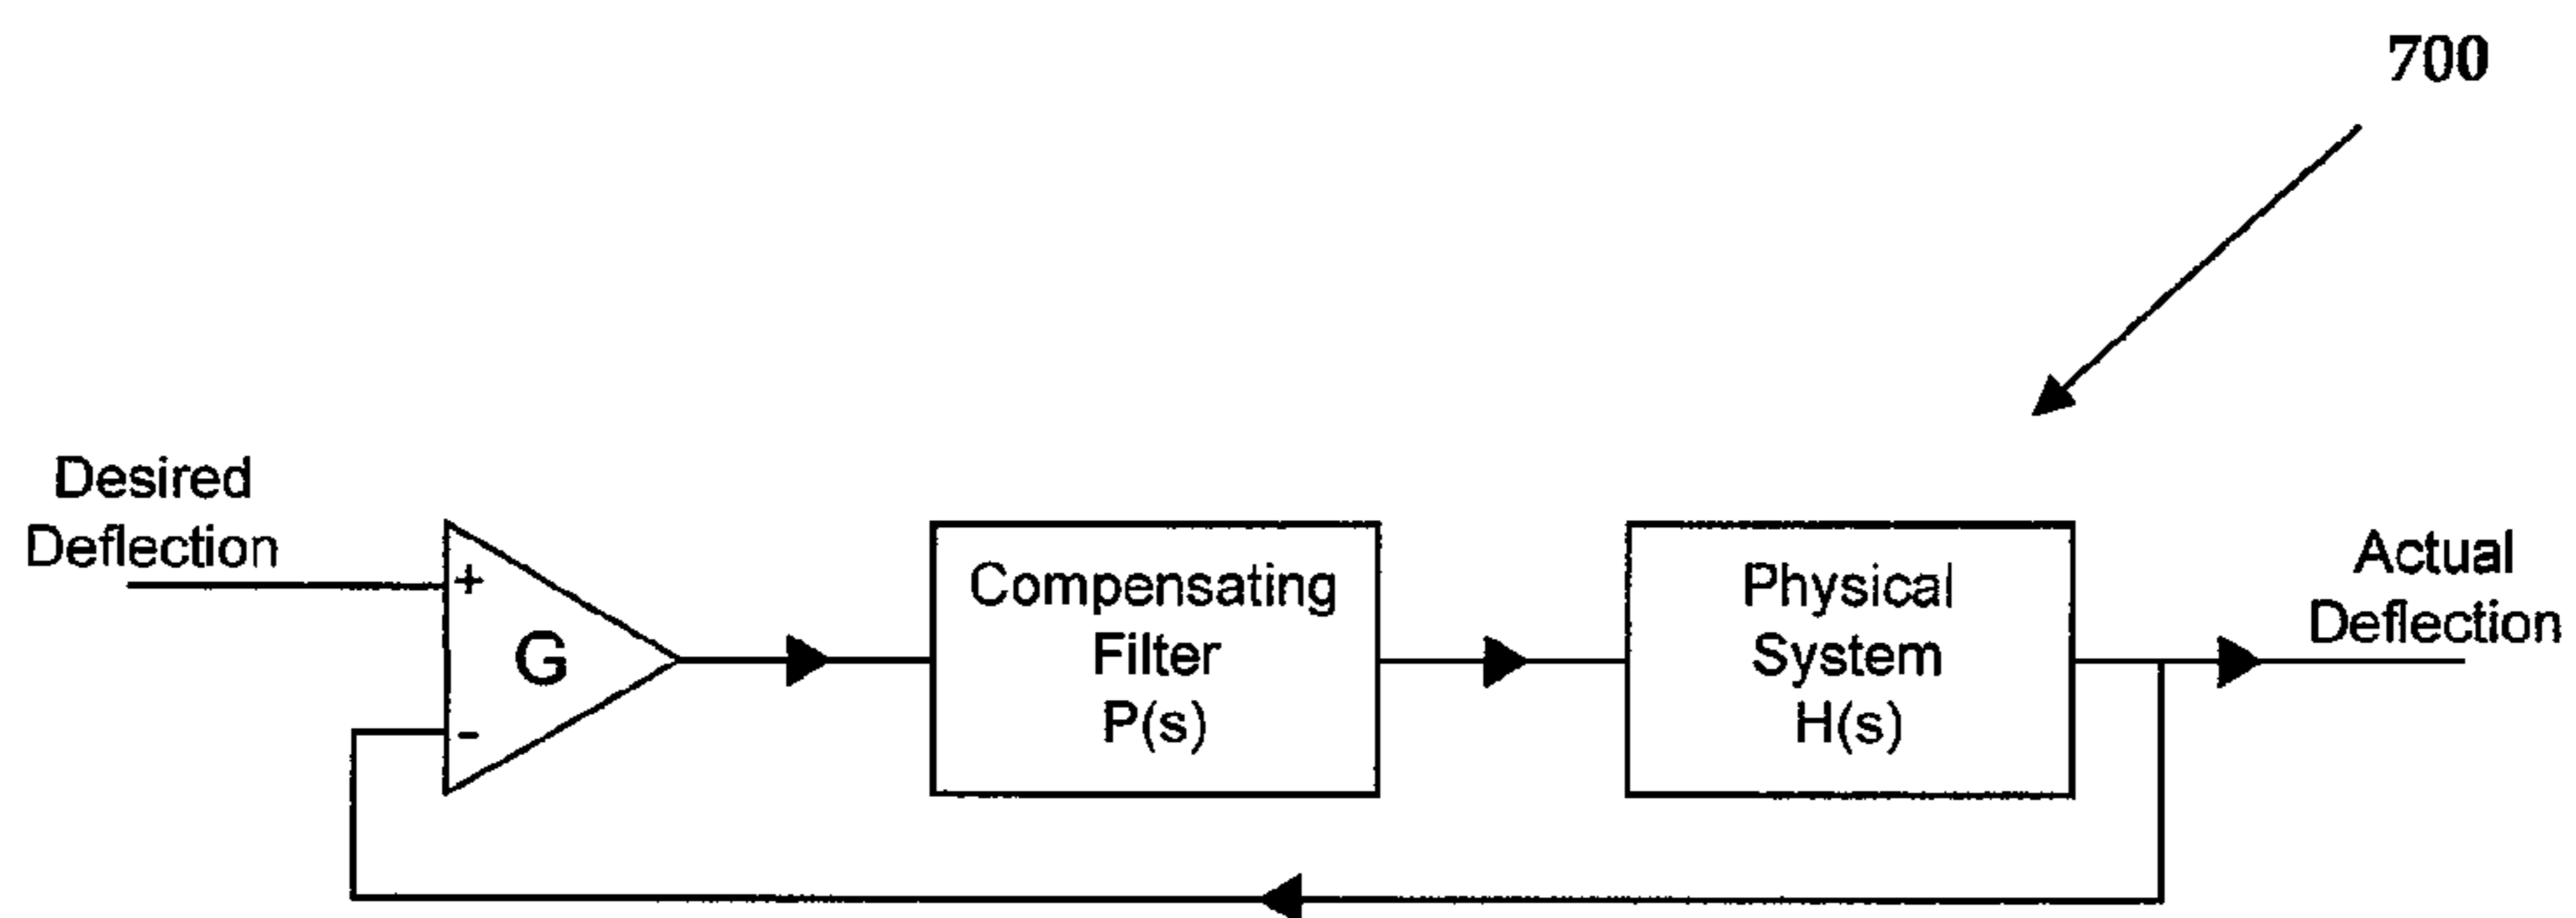 700
Desired
Deflection
+
G
-
Compensating
Filter
P(s)
Physical
System
H(s)
Actual
Deflection